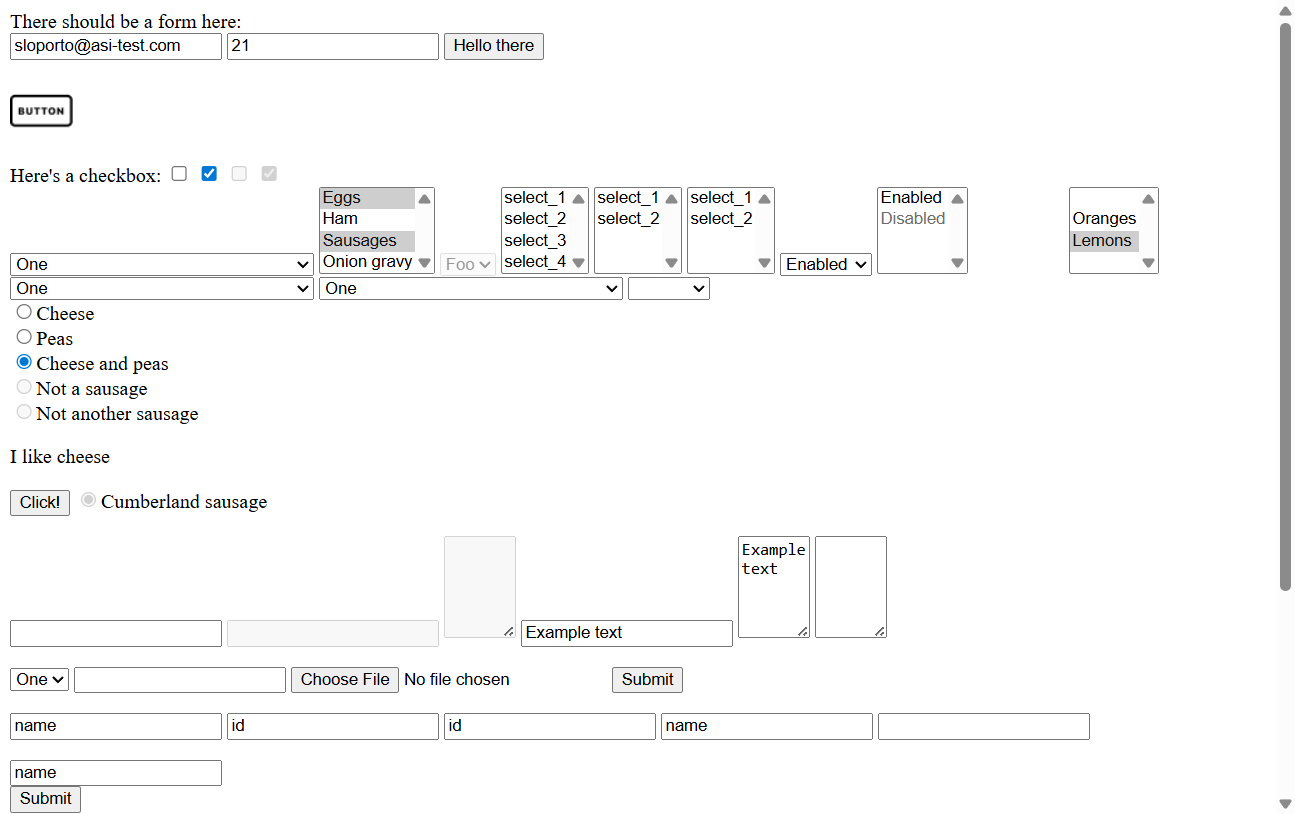 There should be a form here:
sloporto@asi-test.com 21 Hello there
BUTTON
Here's a checkbox:
One Eggs Ham Sausages Onion gravy Foo select_1 select_2 select_3 select_4 select_1 select_2 select_1 select_2 Enabled Enabled Disabled Oranges Lemons
One One
Cheese
Peas
Cheese and peas
Not a sausage
Not another sausage
I like cheese
Click! Cumberland sausage
Example text Example text
One Choose File No file chosen Submit
name id id name
name
Submit